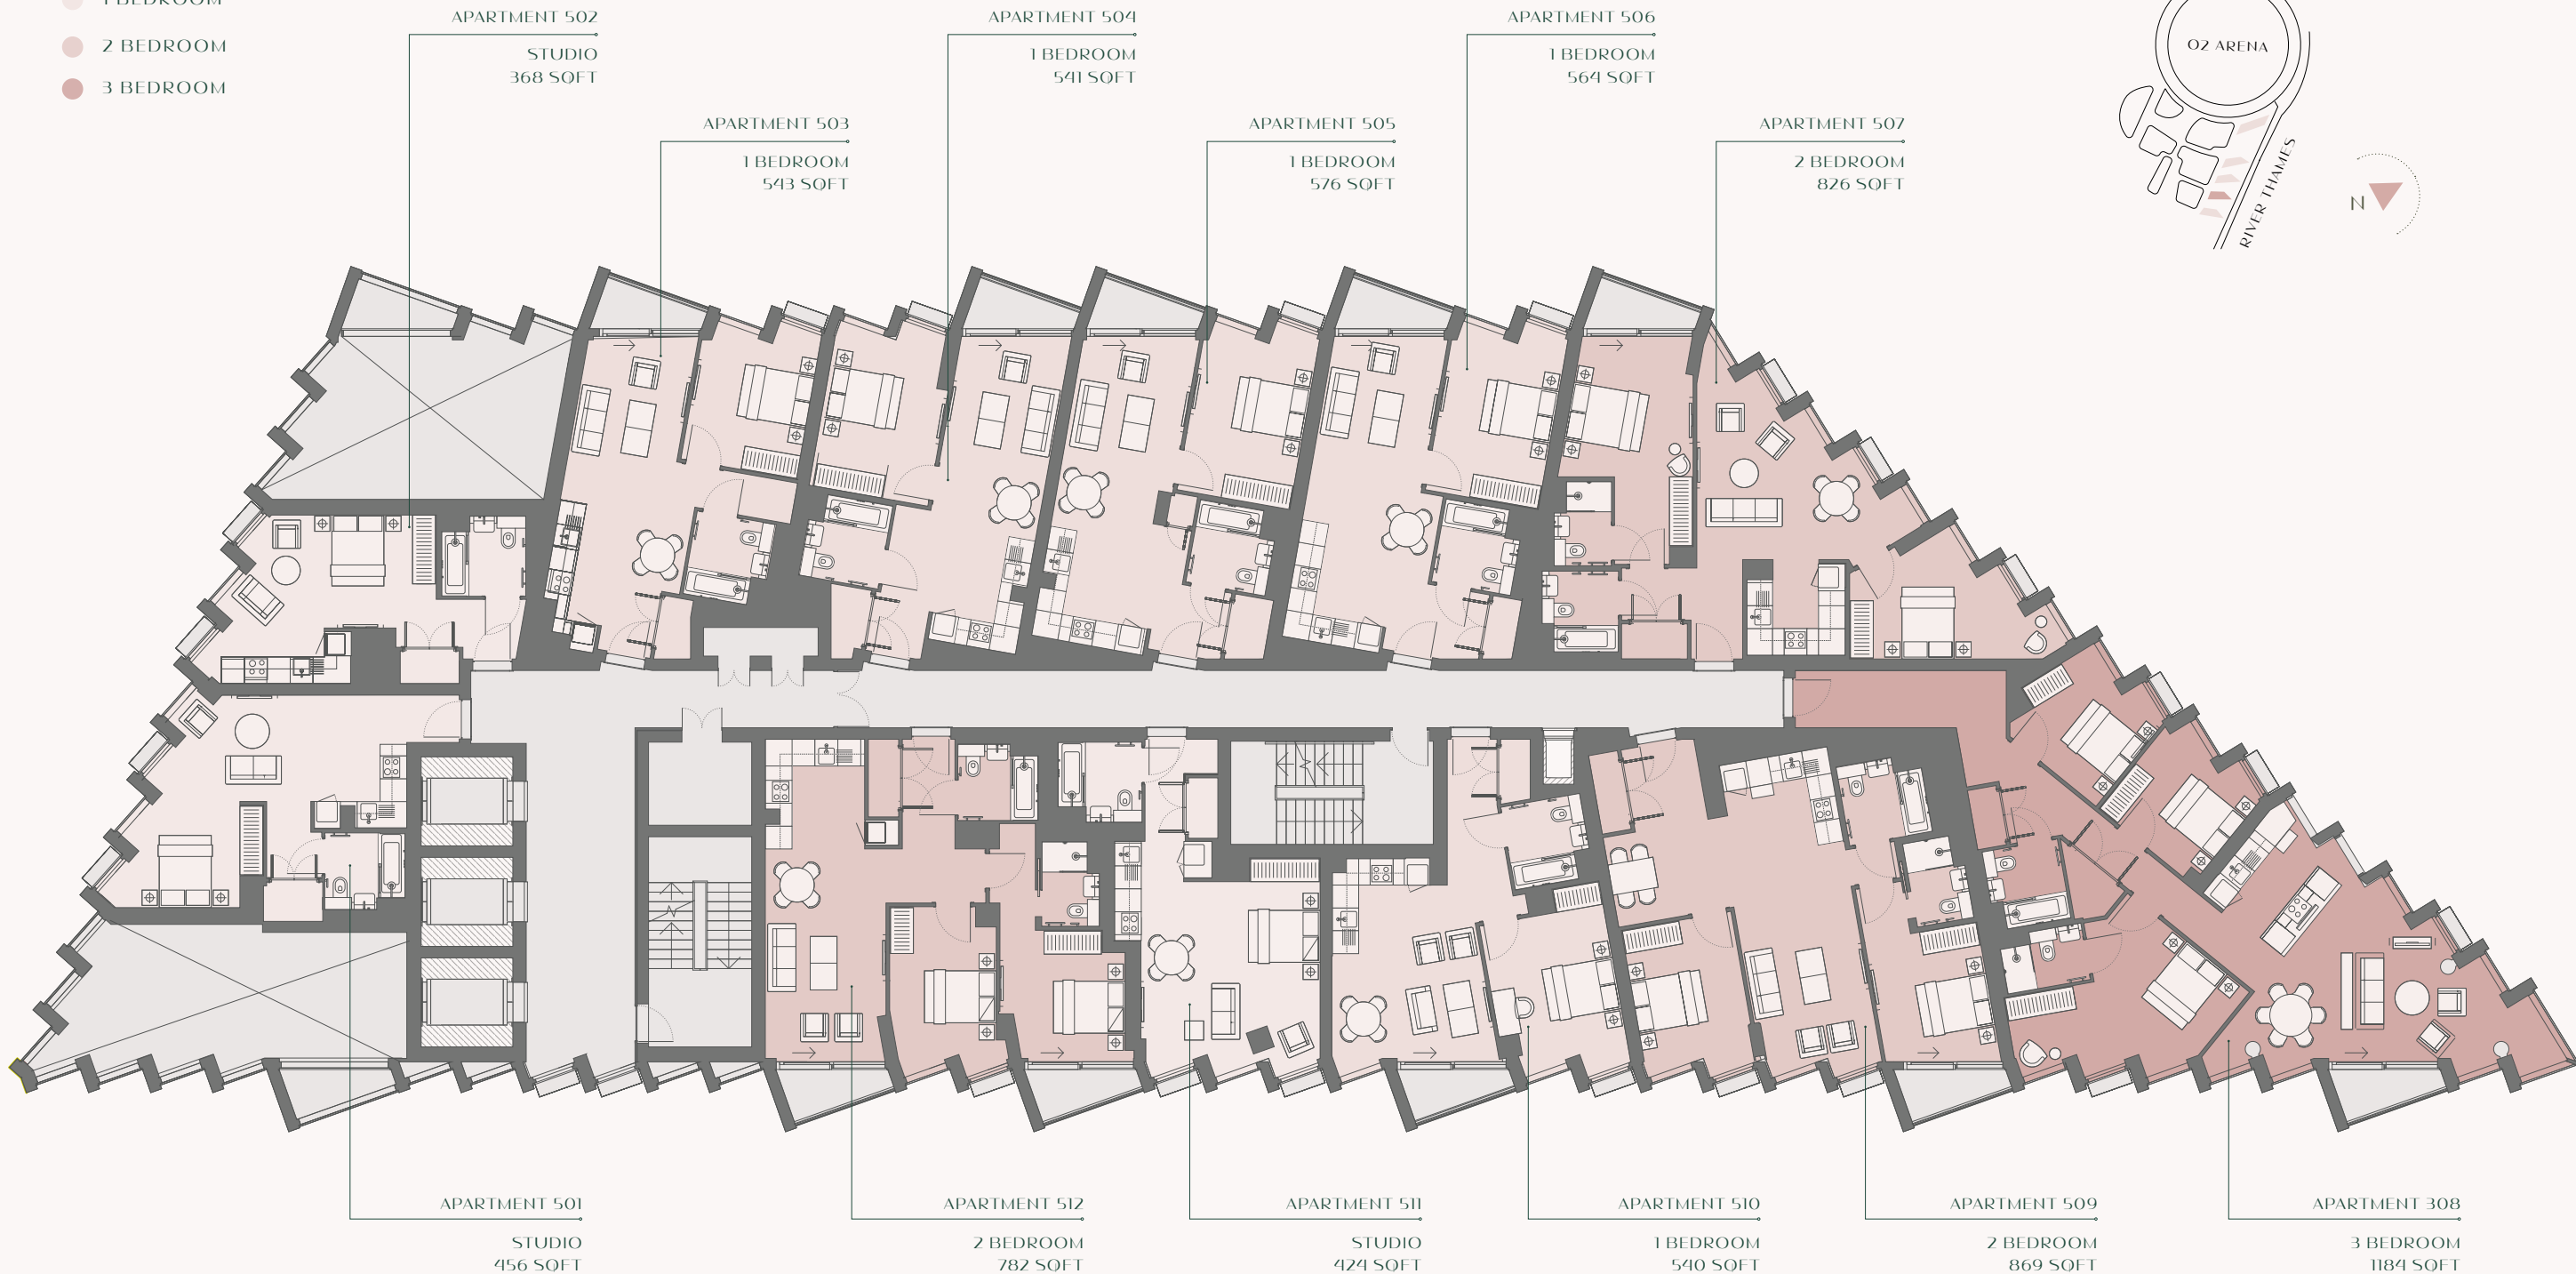 1 BEDROOM
2 BEDROOM
3 BEDROOM
APARTMENT 502
STUDIO
368 SQFT
APARTMENT 503
1 BEDROOM
543 SQFT
APARTMENT 504
1 BEDROOM
541 SQFT
APARTMENT 505
1 BEDROOM
576 SQFT
APARTMENT 506
1 BEDROOM
564 SQFT
APARTMENT 507
2 BEDROOM
826 SQFT
O2 ARENA
RIVER THAMES
N
APARTMENT 501
STUDIO
456 SQFT
APARTMENT 512
2 BEDROOM
782 SQFT
APARTMENT 511
STUDIO
424 SQFT
APARTMENT 510
1 BEDROOM
540 SQFT
APARTMENT 509
2 BEDROOM
869 SQFT
APARTMENT 308
3 BEDROOM
1184 SQFT